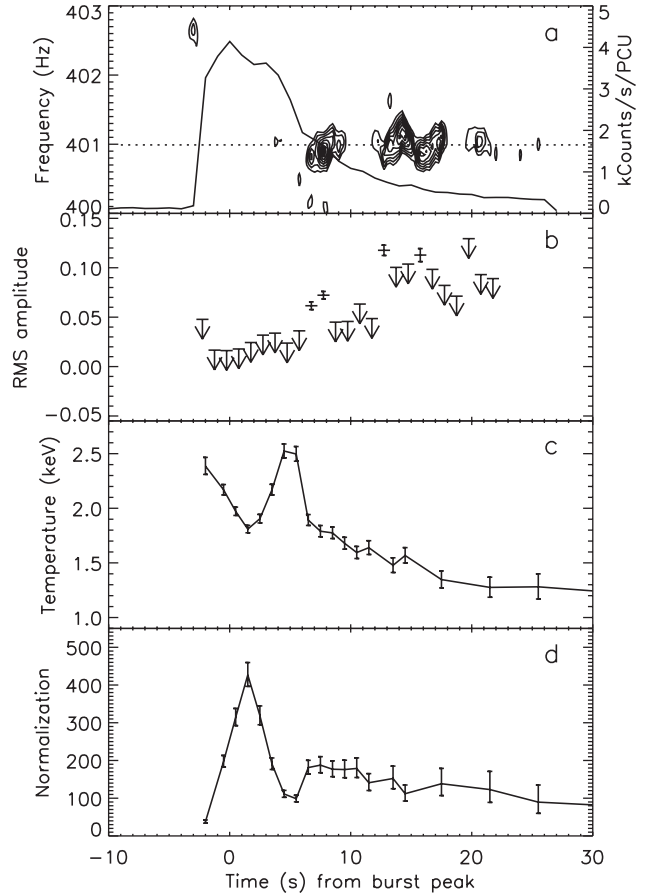 403
402
401
400
Frequency (Hz)
a
5
4
3
2
1
0
kCounts/s/PCU
0.15
0.10
0.05
0.00
−0.05
RMS amplitude
b
2.5
2.0
1.5
1.0
Temperature (keV)
c
500
400
300
200
100
0
Normalization
d
−10 0 10 20 30
Time (s) from burst peak